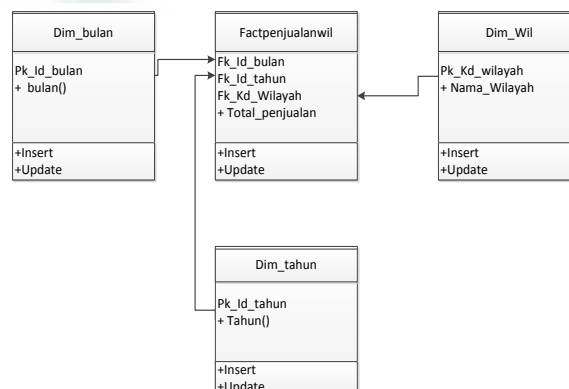 Dim_bulan
Pk_Id_bulan
+ bulan()
+Insert
+Update
Factpenjualanwil
Fk_Id_bulan
Fk_Id_tahun
Fk_Kd_Wilayah
+ Total_penjualan
+Insert
+Update
Dim_Wil
Pk_Kd_wilayah
+ Nama_Wilayah
+Insert
+Update
Dim_tahun
Pk_Id_tahun
+ Tahun()
+Insert
+Update